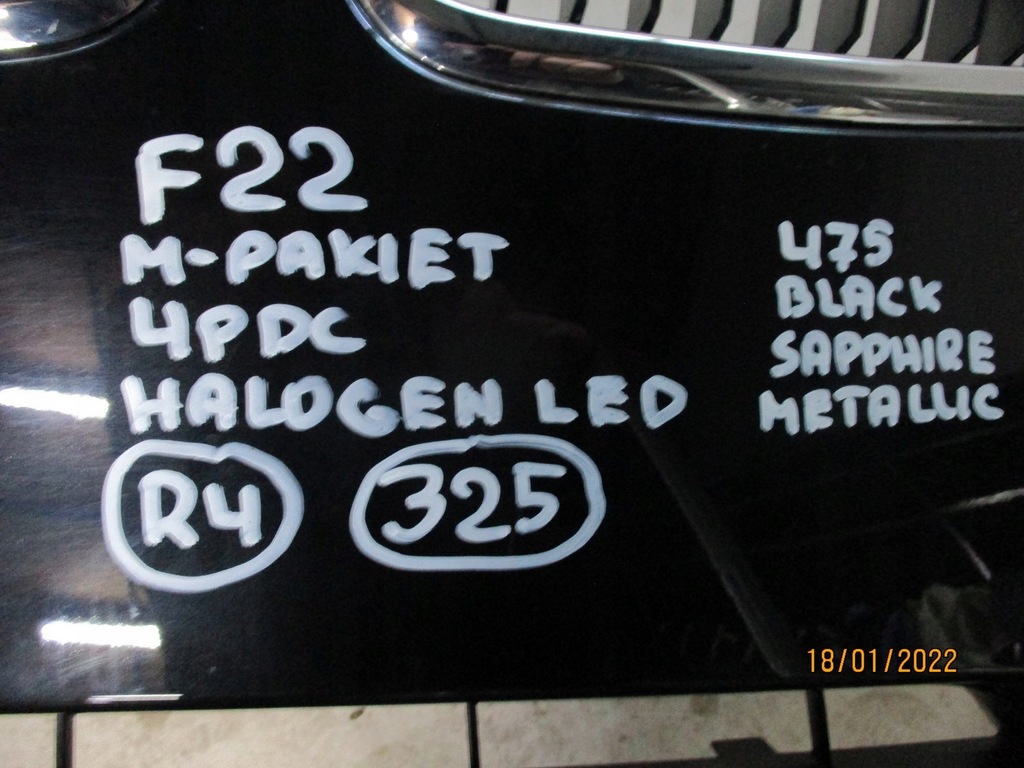 F22
M-PAKIET
4PDC
HALOGEN LED
R4 325
475
BLACK
SAPPHIRE
METALLIC
18/01/2022